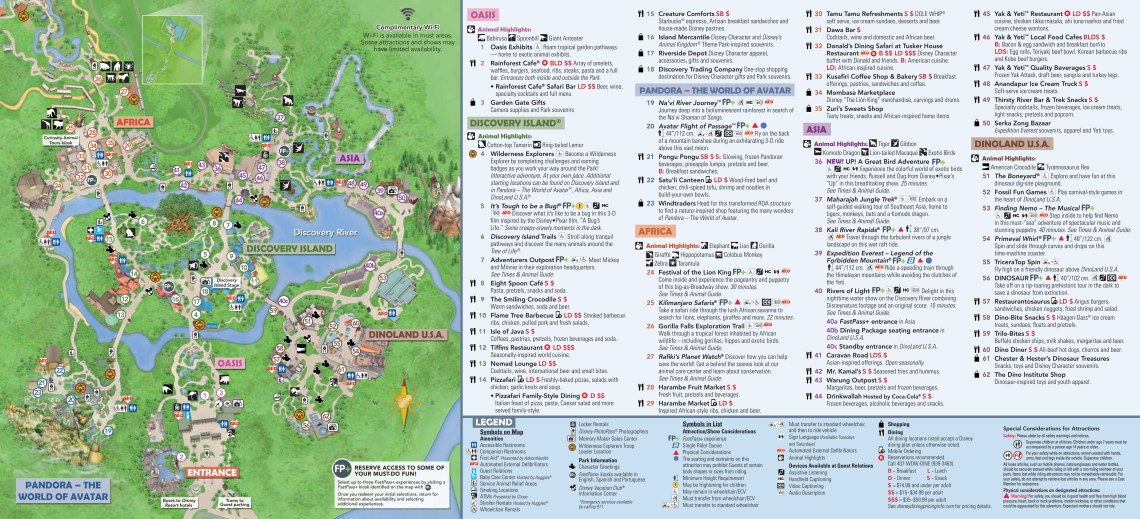 Complimentary Wi-Fi
Wi-Fi is available in most areas.
Some attractions and shows may
have limited availability.
AFRICA
Curiosity Animal
Tours kiosk
ASIA
Discovery River
DISCOVERY ISLAND
Discovery
Island Stage
DINOLAND U.S.A.
OASIS
ENTRANCE
PANDORA – THE
WORLD OF AVATAR
Buses to Disney
Resort hotels
Trams to
Guest parking
FP+
RESERVE ACCESS TO SOME OF
YOUR MUST-DO FUN!
Select up to three FastPass+ experiences by visiting a
FastPass+ kiosk identified on the map with
Once you redeem your initial selections, return for
information about availability and selecting
additional experiences.
OASIS
Animal Highlights:
Babirusa Spoonbill Giant Anteater
1 Oasis Exhibits Roam tropical garden pathways
— home to exotic animal exhibits.
2 Rainforest Cafe® BLD $$ Array of omelets,
waffles, burgers, seafood, ribs, steaks, pasta and a full
bar. Entrances both inside and outside the Park
• Rainforest Cafe® Safari Bar LD $$ Beer, wine,
specialty cocktails and full menu.
3 Garden Gate Gifts
Camera supplies and Park souvenirs
DISCOVERY ISLAND®
Animal Highlights:
Cotton-top Tamarin Ring-tailed Lemur
4 Wilderness Explorers Become a Wilderness
Explorer by completing challenges and earning
badges as you work your way around the Park!
Interactive adventure. At your own pace. Additional
starting locations can be found on Discovery Island and
in Pandora – The World of Avatar, Africa, Asia and
DinoLand U.S.A.®
5 It's Tough to be a Bug!® FP+
Discover what it's like to be a bug in this 3-D
film inspired by the Disney•Pixar film, "A Bug's
Life." Some creepy-crawly moments in the dark.
6 Discovery Island Trails Stroll along tranquil
pathways and discover the many animals around the
Tree of Life.®
7 Adventurers Outpost FP+ Meet Mickey
and Minnie in their exploration headquarters.
See Times & Animal Guide.
8 Eight Spoon Café S $
Pasta, pretzels, snacks and soda.
9 The Smiling Crocodile S $
Warm sandwiches, soda and beer.
10 Flame Tree Barbecue LD $ Smoked barbecue
ribs, chicken, pulled pork and fresh salads.
11 Isle of Java S $
Coffees, pastries, pretzels, frozen beverages and soda.
12 Tiffins Restaurant LD $$$
Seasonally-inspired world cuisine.
13 Nomad Lounge LD $$
Cocktails, wine, international beer and small bites.
14 Pizzafari LD $ Freshly-baked pizzas, salads with
chicken, garlic knots and soup.
• Pizzafari Family-Style Dining D $$
Italian feast of pizza, pasta, Caesar salad and more
served family-style.
15 Creature Comforts SB $
Starbucks® espresso, Artisan breakfast sandwiches and
house-made Disney pastries.
16 Island Mercantile Disney Character and Disney's
Animal Kingdom® Theme Park-inspired souvenirs.
17 Riverside Depot Disney Character apparel,
accessories, gifts and souvenirs.
18 Discovery Trading Company One-stop shopping
destination for Disney Character gifts and Park souvenirs.
PANDORA – THE WORLD OF AVATAR
19 Na'vi River Journey™ FP+
Journey deep into a bioluminescent rainforest in search of
the Na'vi Shaman of Songs.
20 Avatar Flight of Passage™ FP+
44"/112 cm. Fly on the back
of a mountain banshee during an exhilarating 3-D ride
above this vast moon.
21 Pongu Pongu SB $ S: Glowing, frozen Pandoran
beverages, pineapple lumpia, pretzels and beer.
B: Breakfast sandwiches.
22 Satu'li Canteen LD $ Wood-fired beef and
chicken, chili-spiced tofu, shrimp and noodles in
build-your-own bowls.
23 Windtraders Head for this transformed RDA structure
to find a nature-inspired shop featuring the many wonders
of Pandora – The World of Avatar.
AFRICA
Animal Highlights: Elephant Lion Gorilla
Giraffe Hippopotamus Colobus Monkey
Zebra Tarantula
24 Festival of the Lion King FP+
Come inside and experience the pageantry and puppetry
of this big-as-Broadway show. 30 minutes.
See Times & Animal Guide.
25 Kilimanjaro Safaris® FP+
Take a safari ride through the lush African savanna to
search for lions, elephants, giraffes and more. 22 minutes.
26 Gorilla Falls Exploration Trail
Walk through a tropical forest inhabited by African
wildlife – including gorillas, hippos and exotic birds.
See Times & Animal Guide.
27 Rafiki's Planet Watch® Discover how you can help
save the world! Get a behind the scenes look at our
animal care center and learn about conservation.
See Times & Animal Guide.
28 Harambe Fruit Market S $
Fresh fruit, pretzels and beverages.
29 Harambe Market LD $
Inspired African-style ribs, chicken and beer.
30 Tamu Tamu Refreshments S $ DOLE WHIP®
soft serve, ice cream sundaes, desserts and beer.
31 Dawa Bar $
Cocktails, wine and domestic and African beer.
32 Donald's Dining Safari at Tusker House
Restaurant B $$ LD $$$ Disney Character
buffet with Donald and friends. B: American cuisine.
LD: African-inspired cuisine.
33 Kusafiri Coffee Shop & Bakery SB $ Breakfast
offerings, pastries, sandwiches and coffee.
34 Mombasa Marketplace
Disney "The Lion King" merchandise, carvings and drums.
35 Zuri's Sweets Shop
Tasty treats, snacks and African-inspired home items.
ASIA
Animal Highlights: Tiger Gibbon
Komodo Dragon Lion-tailed Macaque Exotic Birds
36 NEW! UP! A Great Bird Adventure FP+
Experience the colorful world of exotic birds
with your friends, Russell and Dug from Disney•Pixar's
"Up" in this breathtaking show. 25 minutes.
See Times & Animal Guide.
37 Maharajah Jungle Trek® Embark on a
self-guided walking tour of Southeast Asia, home to
tigers, monkeys, bats and a Komodo dragon.
See Times & Animal Guide.
38 Kali River Rapids® FP+ 38"/97 cm.
Travel through the turbulent rivers of a jungle
landscape on this wet raft ride.
39 Expedition Everest – Legend of the
Forbidden Mountain® FP+
44"/112 cm. Ride a speeding train through
the Himalayan mountains while avoiding the clutches of
the Yeti.
40 Rivers of Light FP+ Delight in this
nighttime water show on the Discovery River combining
Disneynature footage and an original score. 15 minutes.
See Times & Animal Guide.
40a FastPass+ entrance in Asia
40b Dining Package seating entrance in
DinoLand U.S.A.
40c Standby entrance in DinoLand U.S.A.
41 Caravan Road LDS $
Asian-inspired offerings. Open seasonally.
42 Mr. Kamal's S $ Seasoned fries and hummus.
43 Warung Outpost S $
Margaritas, beer, pretzels and frozen beverages.
44 Drinkwallah Hosted by Coca-Cola® S $
Frozen beverages, alcoholic beverages and snacks.
45 Yak & Yeti™ Restaurant LD $$ Pan-Asian
cuisine, chicken tikka masala, ahi tuna nachos and fried
cream cheese wontons.
46 Yak & Yeti™ Local Food Cafes BLDS $
B: Bacon & egg sandwich and breakfast burrito.
LDS: Egg rolls, Teriyaki beef bowl, Korean barbecue ribs
and Kobe beef burgers.
47 Yak & Yeti™ Quality Beverages S $
Frozen Yak Attack, draft beer, sangria and turkey legs.
48 Anandapur Ice Cream Truck S $
Soft-serve ice cream treats.
49 Thirsty River Bar & Trek Snacks S $
Specialty cocktails, frozen beverages, ice cream treats,
light snacks, pretzels and popcorn.
50 Serka Zong Bazaar
Expedition Everest souvenirs, apparel and Yeti toys.
DINOLAND U.S.A.
Animal Highlights:
American Crocodile Tyrannosaurus Rex
51 The Boneyard® Explore and have fun at this
dinosaur dig-site playground.
52 Fossil Fun Games Play carnival-style games in
the heart of DinoLand U.S.A.®
53 Finding Nemo – The Musical FP+
Step inside to help find Nemo
in this must-"sea" adventure of spectacular music and
stunning puppetry. 40 minutes. See Times & Animal Guide.
54 Primeval Whirl® FP+ 48"/122 cm.
Spin and slide through curves and drops on this
time-machine coaster.
55 TriceraTop Spin
Fly high on a friendly dinosaur above DinoLand U.S.A.
56 DINOSAUR FP+ 40"/102 cm.
Take off on a rip-roaring prehistoric tour in the dark to
save a dinosaur from extinction.
57 Restaurantosaurus LD $ Angus burgers,
sandwiches, chicken nuggets, fried shrimp and salad.
58 Dino-Bite Snacks S $ Häagen Dazs® ice cream
treats, sundaes, floats and pretzels.
59 Trilo-Bites S $
Buffalo chicken chips, milk shakes, margaritas and beer.
60 Dino Diner S $ All-beef hot dogs, churros and beer.
61 Chester & Hester's Dinosaur Treasures
Snacks, toys and Disney Character souvenirs.
62 The Dino Institute Shop
Dinosaur-inspired toys and youth apparel.
LEGEND
Symbols on Map
Amenities
Accessible Restrooms
Companion Restrooms
First Aid
Automated External Defibrillators
Guest Relations
Baby Care Center
Service Animal Relief Areas
Smoking Locations
ATMs Presented by Chase
Stroller Rentals
Wheelchair Rentals
Locker Rentals
Disney PhotoPass® Photographers
Memory Maker Sales Center
Wilderness Explorers Troop
Leader Location
Park Information
Character Greetings
FastPass+ kiosks available in
English, Spanish and Portuguese.
Disney Vacation Club®
Information Center
*Emergency services available
by calling 911.
Symbols in List
Attraction/Show Considerations
FP+ FastPass+ experience
Single Rider Career
Physical Considerations
The seating and restraints on this
attraction may prohibit Guests of certain
body shapes or sizes from riding.
Minimum Height Requirement
May be frightening for children
May remain in wheelchair/ECV
Must transfer from wheelchair/ECV
Must transfer to standard wheelchair
Must transfer to standard wheelchair,
and then to ride vehicle
Sign Language
Automated External Defibrillators
Animal Highlights
Devices Available at Guest Relations
Assistive Listening
Handheld Captioning
Video Captioning
Audio Description
Shopping
Dining
All dining locations listed accept a Disney
dining plan unless otherwise noted.
Mobile Ordering
Reservations recommended.
Call 407-WDW-DINE (939-3463).
B - Breakfast L - Lunch
D - Dinner S - Snack
$ = $14.99 and under per adult
$$ = $15–$34.99 per adult
$$$ = $35–$59.99 per adult
See disneydiningpricing.info for pricing details.
Special Considerations for Attractions
Safety: Please obey all safety warnings and notices.
Physical considerations on designated attractions